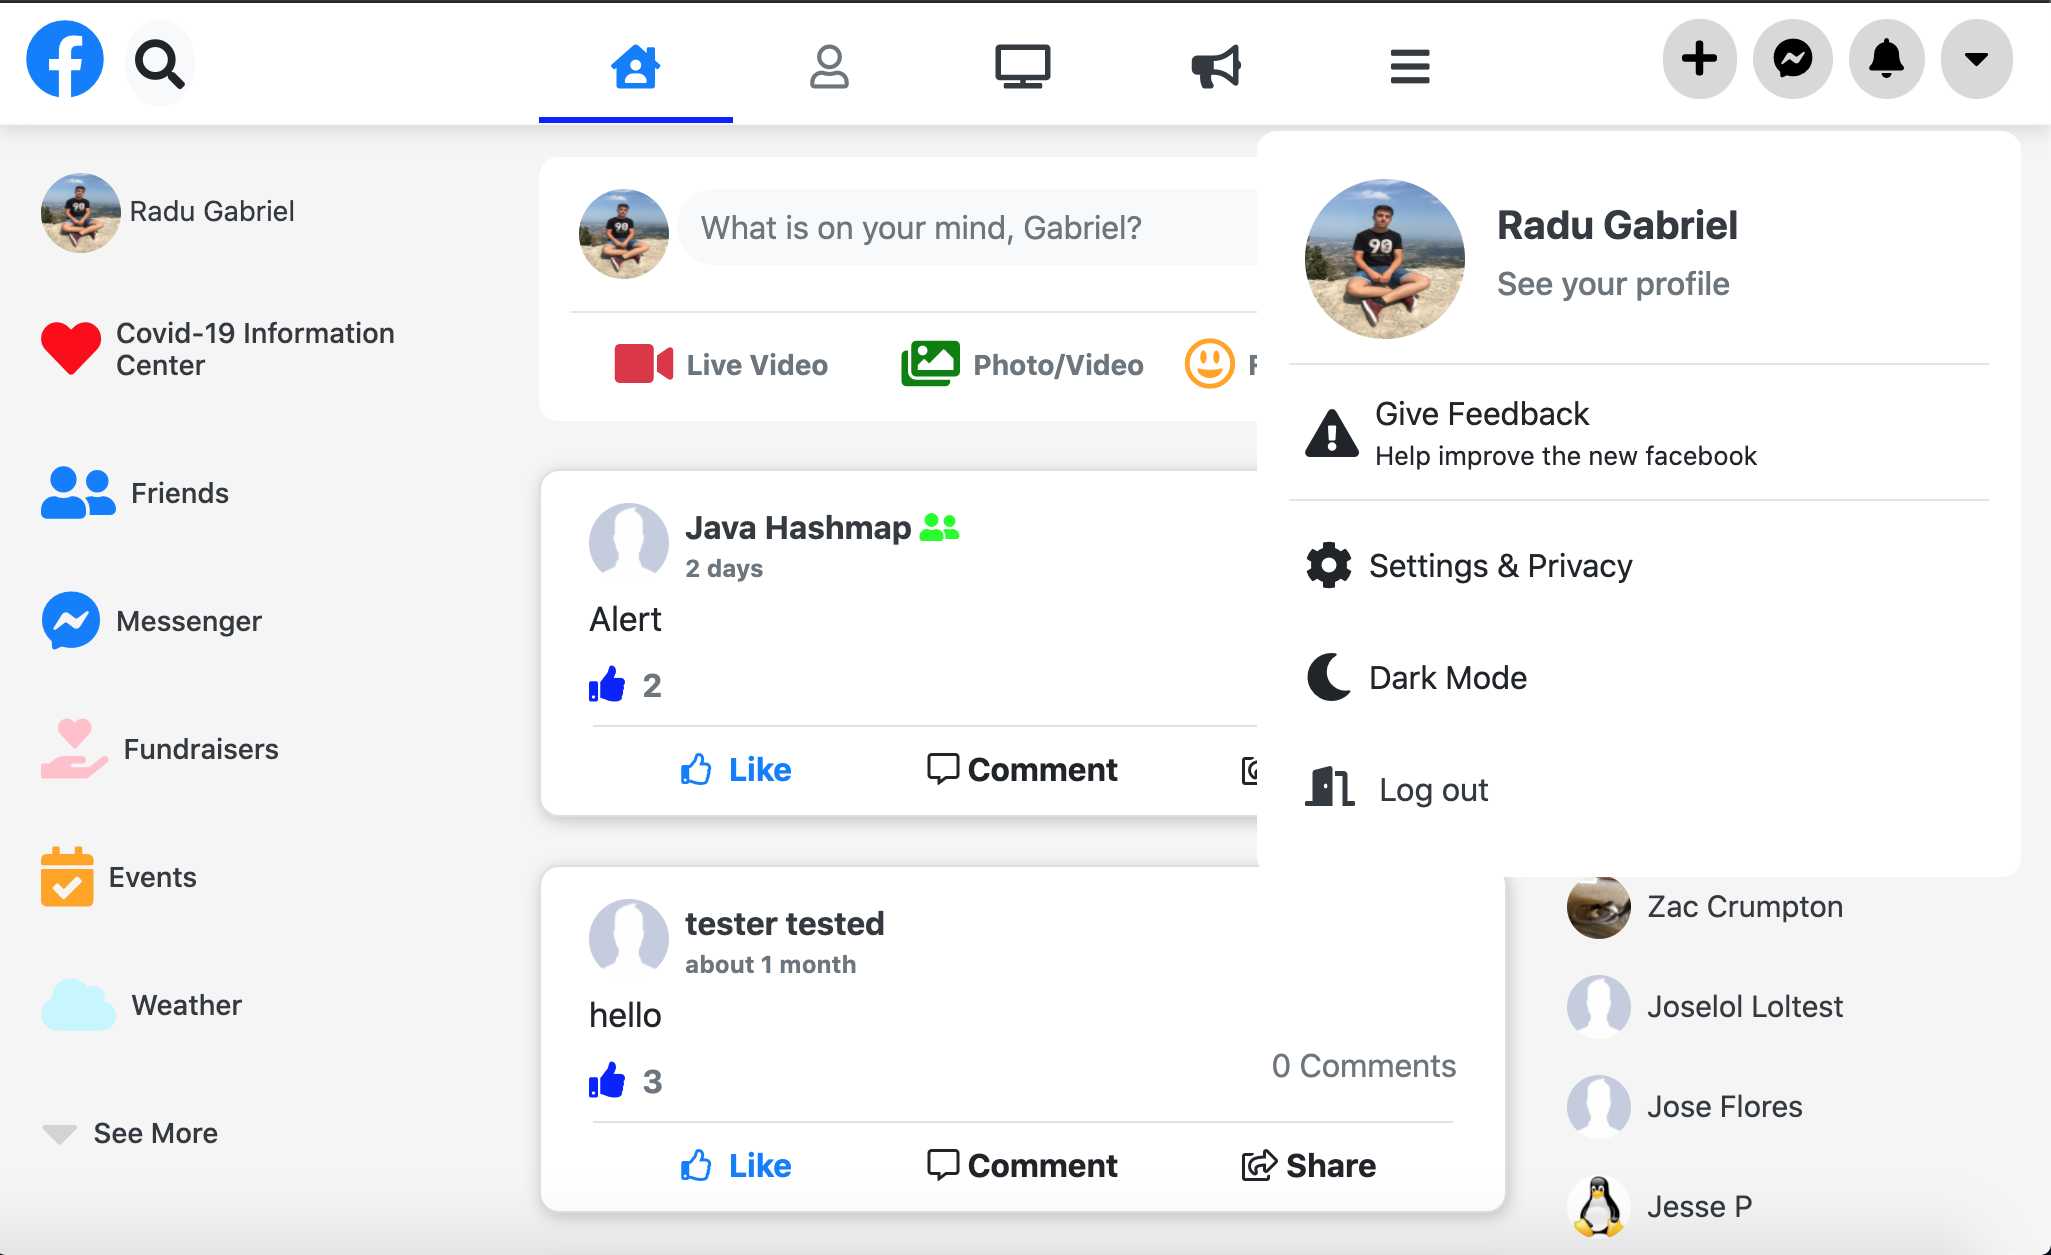 Radu Gabriel
Covid-19 Information
Center
Friends
Messenger
Fundraisers
Events
Weather
See More
What is on your mind, Gabriel?
Live Video
Photo/Video
F
Java Hashmap
2 days
Alert
2
Like
Comment
tester tested
about 1 month
hello
3
0 Comments
Like
Comment
Share
Radu Gabriel
See your profile
Give Feedback
Help improve the new facebook
Settings & Privacy
Dark Mode
Log out
Zac Crumpton
Joselol Loltest
Jose Flores
Jesse P